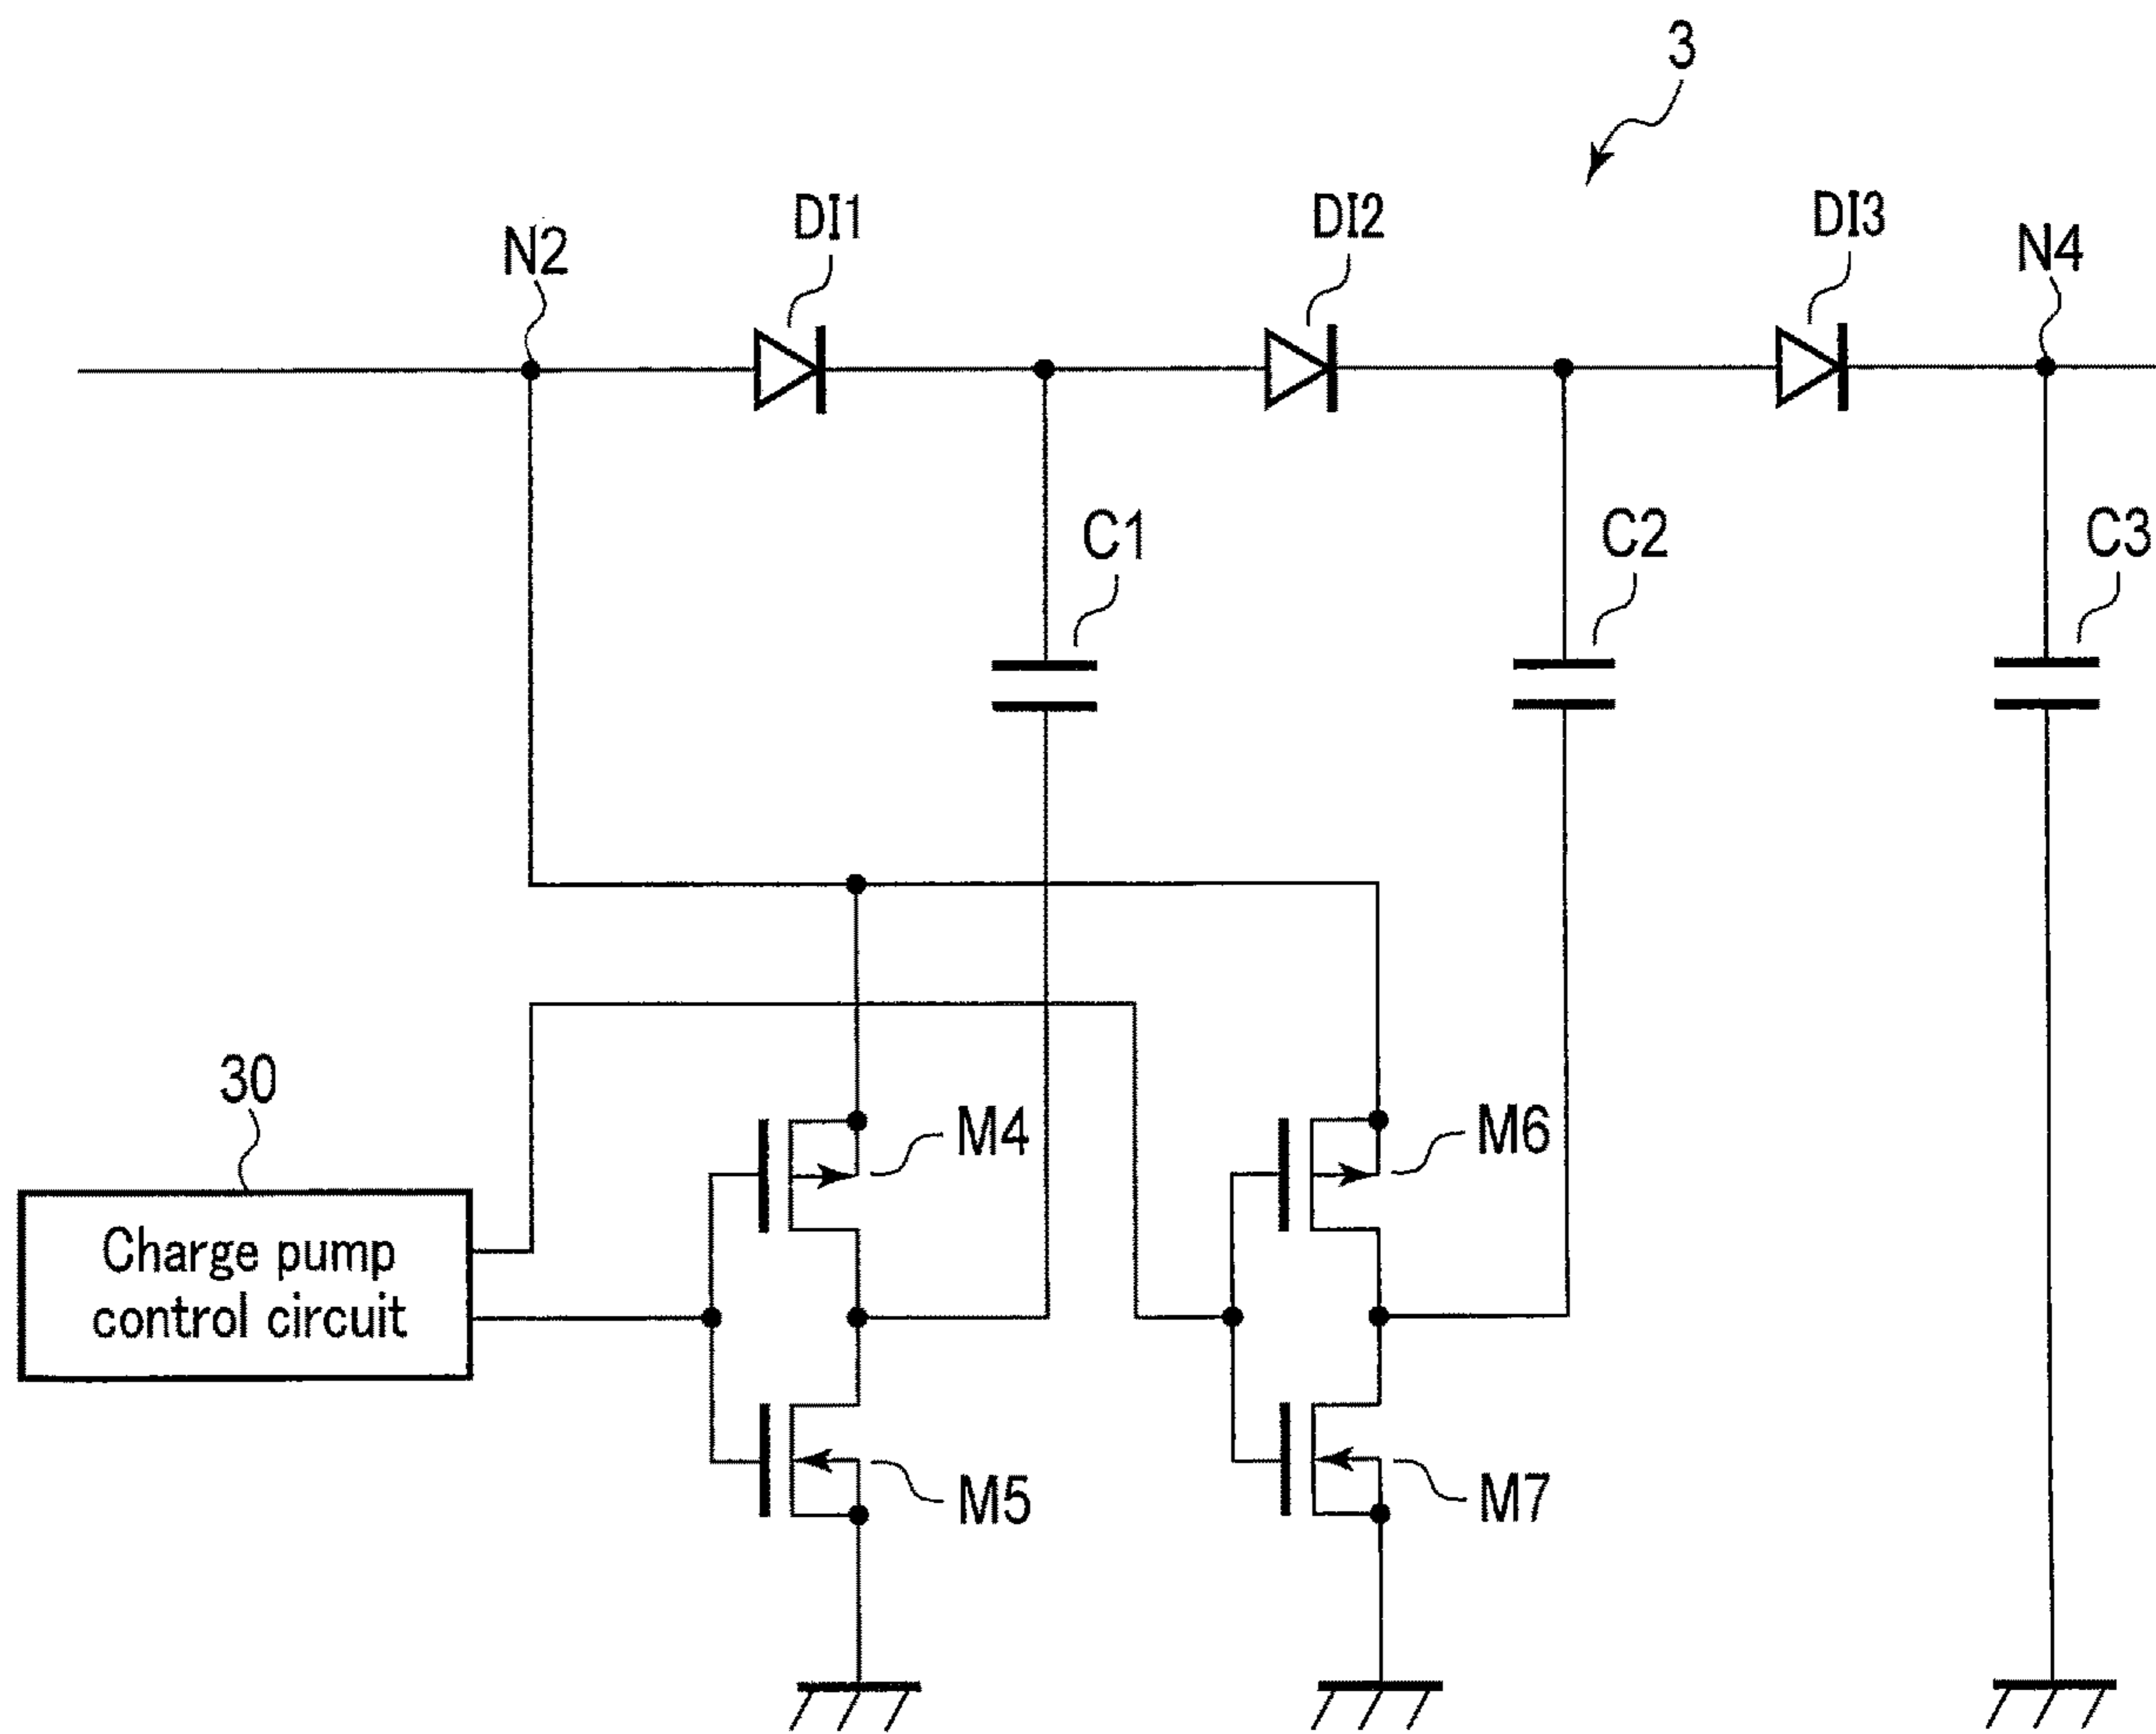 3
DI1
DI2
DI3
N2
N4
C1
C2
C3
30
M4
M6
Charge pump
control circuit
M5
M7